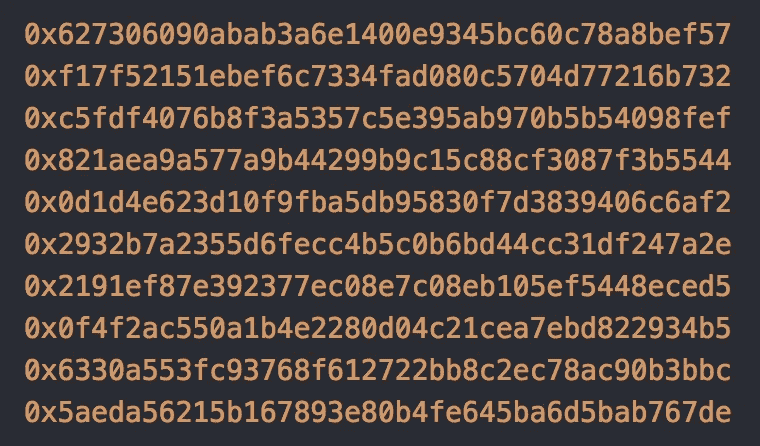 0x627306090abab3a6e1400e9345bc60c78a8bef57
0xf17f52151ebef6c7334fad080c5704d77216b732
0xc5fdf4076b8f3a5357c5e395ab970b5b54098fef
0x821aea9a577a9b44299b9c15c88cf3087f3b5544
0x0d1d4e623d10f9fba5db95830f7d3839406c6af2
0x2932b7a2355d6fecc4b5c0b6bd44cc31df247a2e
0x2191ef87e392377ec08e7c08eb105ef5448eced5
0x0f4f2ac550a1b4e2280d04c21cea7ebd822934b5
0x6330a553fc93768f612722bb8c2ec78ac90b3bbc
0x5aeda56215b167893e80b4fe645ba6d5bab767de